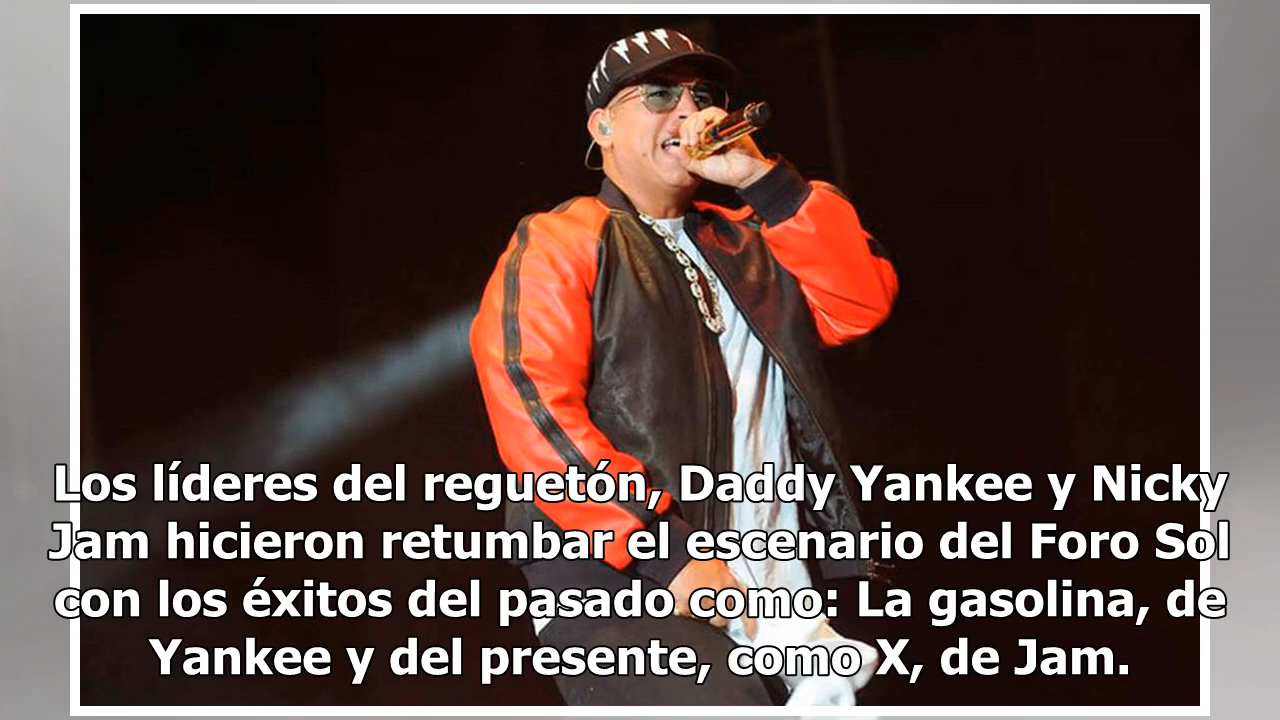 Los líderes del reguetón, Daddy Yankee y Nicky
Jam hicieron retumbar el escenario del Foro Sol
con los éxitos del pasado como: La gasolina, de
Yankee y del presente, como X, de Jam.